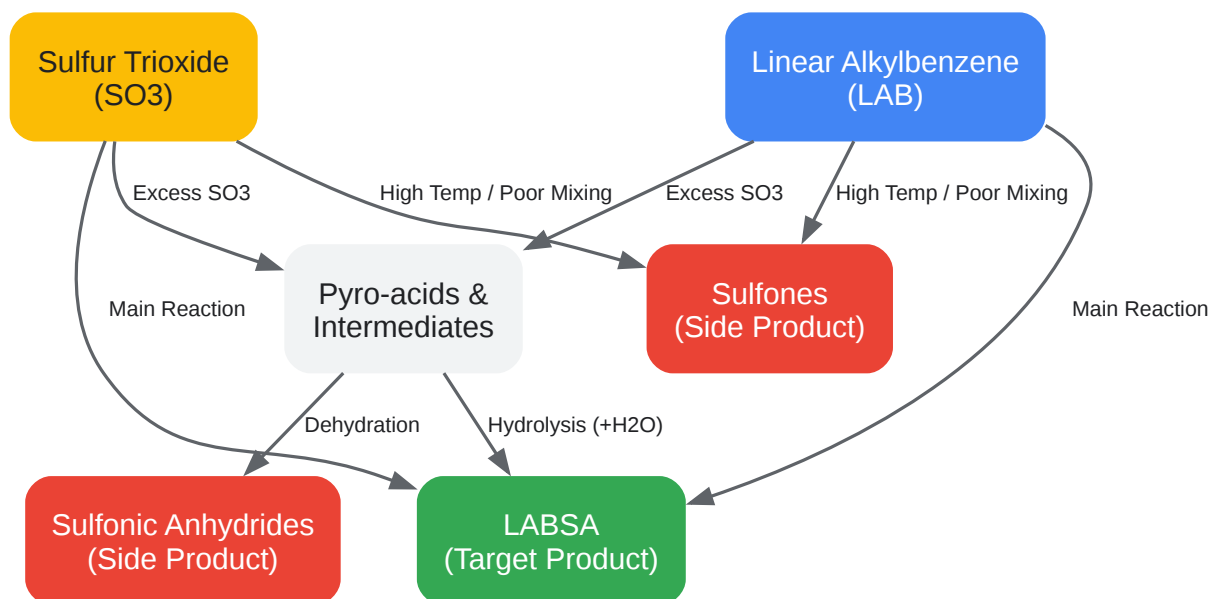 Sulfur Trioxide
(SO3)
Linear Alkylbenzene
(LAB)
Excess SO3
High Temp / Poor Mixing
Excess SO3
High Temp / Poor Mixing
Pyro-acids &
Intermediates
Sulfones
(Side Product)
Main Reaction
Main Reaction
Dehydration
Hydrolysis (+H2O)
Sulfonic Anhydrides
(Side Product)
LABSA
(Target Product)